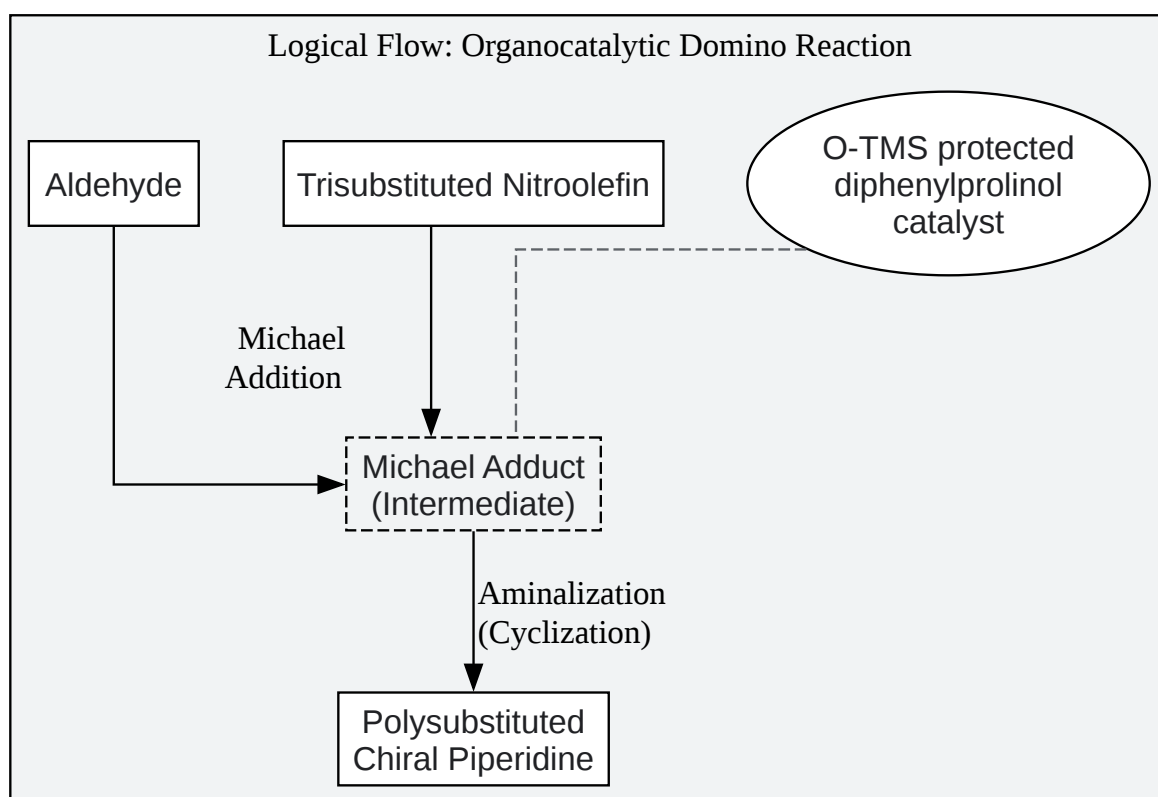 Logical Flow: Organocatalytic Domino Reaction
Aldehyde
Trisubstituted Nitroolefin
O-TMS protected
diphenylprolinol
catalyst
Michael
Addition
Michael Adduct
(Intermediate)
Aminalization
(Cyclization)
Polysubstituted
Chiral Piperidine